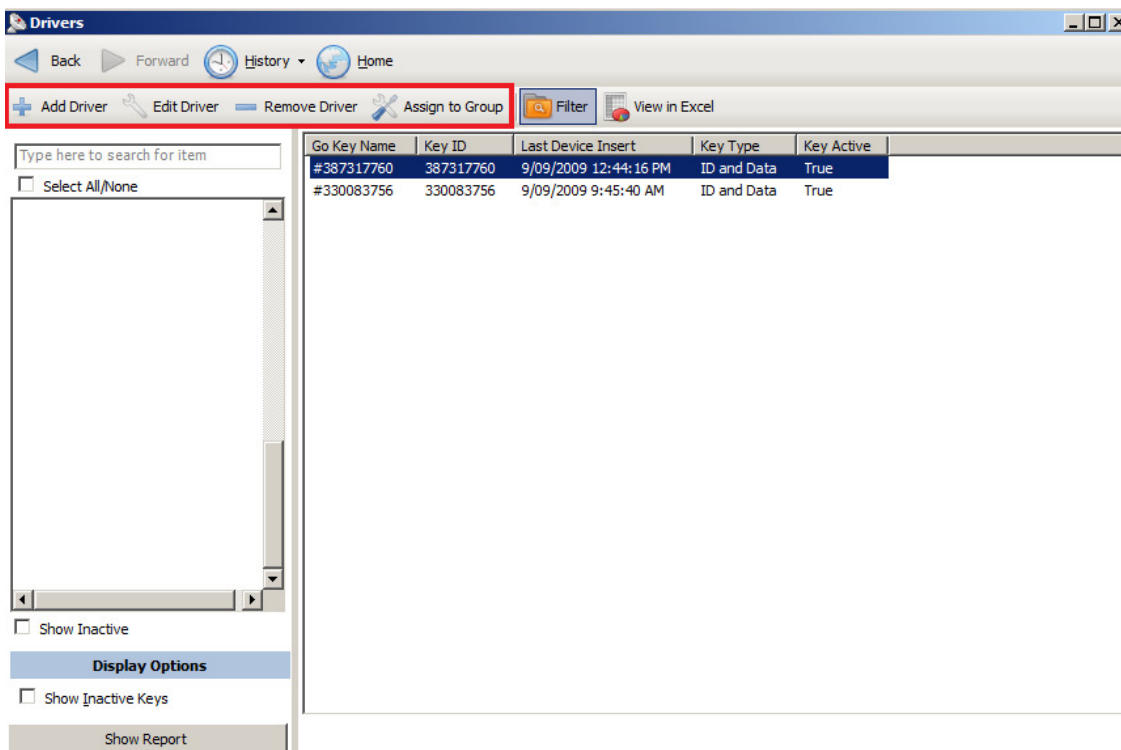 Drivers
Back Forward History Home
Add Driver Edit Driver Remove Driver Assign to Group Filter View in Excel
Type here to search for item
Select All/None
Show Inactive
Display Options
Show Inactive Keys
Show Report
Go Key Name Key ID Last Device Insert Key Type Key Active
#387317760 387317760 9/09/2009 12:44:16 PM ID and Data True
#330083756 330083756 9/09/2009 9:45:40 AM ID and Data True